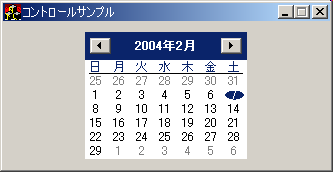 コントロールサンプル
2004年2月
日 月 火 水 木 金 土
25 26 27 28 29 30 31
1 2 3 4 5 6 7
8 9 10 11 12 13 14
15 16 17 18 19 20 21
22 23 24 25 26 27 28
29 1 2 3 4 5 6